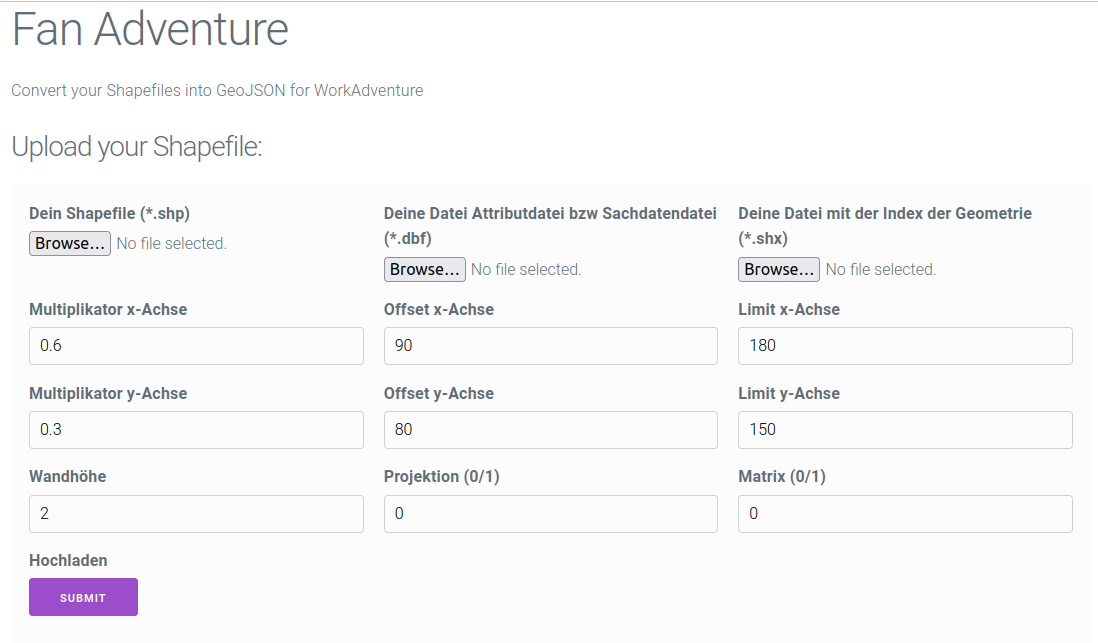 Fan Adventure
Convert your Shapefiles into GeoJSON for WorkAdventure
Upload your Shapefile:
Dein Shapefile (*.shp)
Browse... No file selected.
Deine Datei Attributdatei bzw Sachdatendatei
(*.dbf)
Browse... No file selected.
Deine Datei mit der Index der Geometrie
(*.shx)
Browse... No file selected.
Multiplikator x-Achse
0.6
Offset x-Achse
90
Limit x-Achse
180
Multiplikator y-Achse
0.3
Offset y-Achse
80
Limit y-Achse
150
Wandhöhe
2
Projektion (0/1)
0
Matrix (0/1)
0
Hochladen
SUBMIT